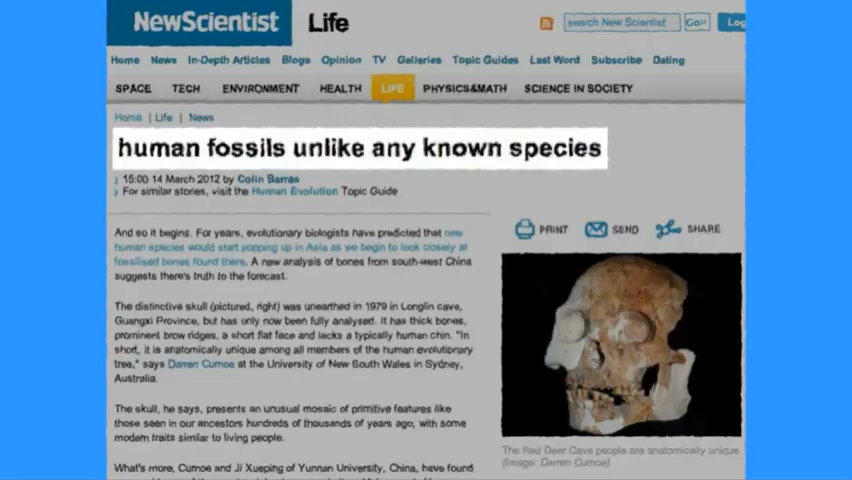 NewScientist Life
search New Scientist Go» Log
Home News In-Depth Articles Blogs Opinion TV Galleries Topic Guides Last Word Subscribe Dating
SPACE TECH ENVIRONMENT HEALTH LIFE PHYSICS&MATH SCIENCE IN SOCIETY
Home | Life | News
human fossils unlike any known species
15:00 14 March 2012 by Colin Barras
For similar stories, visit the Human Evolution Topic Guide
And so it begins. For years, evolutionary biologists have predicted that new
human species would start popping up in Asia as we begin to look closely at
fossilised bones found there. A new analysis of bones from south-west China
suggests there's truth to the forecast.
The distinctive skull (pictured, right) was unearthed in 1979 in Longlin cave,
Guangxi Province, but has only now been fully analysed. It has thick bones,
prominent brow ridges, a short flat face and lacks a typically human chin. "In
short, it is anatomically unique among all members of the human evolutionary
tree," says Darren Curnoe at the University of New South Wales in Sydney,
Australia.
The skull, he says, presents an unusual mosaic of primitive features like
those seen in our ancestors hundreds of thousands of years ago, with some
modern traits similar to living people.
What's more, Curnoe and Ji Xueping of Yunnan University, China, have found
PRINT SEND SHARE
The Red Deer Cave people are anatomically unique
(Image: Darren Curnoe)